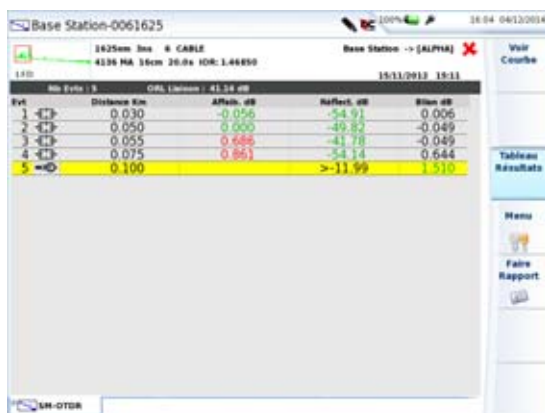 Base Station-0061625
100%
16:04 04/12/2014
1625nm 3ns 6 CABLE
Base Station -> [ALPHA]
4136 MA 16cm 20.0s IOR:1.46850
15/11/2012 15:11
Nb Evts : 5 ORL Liaison : 41.14 dB
Evt Distance Km Affaib. dB Reflect. dB Bilan dB
1 0.030 -0.056 -54.91 0.006
2 0.050 0.000 -49.82 -0.049
3 0.055 0.686 -41.78 -0.049
4 0.075 0.861 -54.14 0.644
5 0.100 >-11.99 1.510
Voir
Courbe
Tableau
Résultats
Menu
Faire
Rapport
SM-OTDR